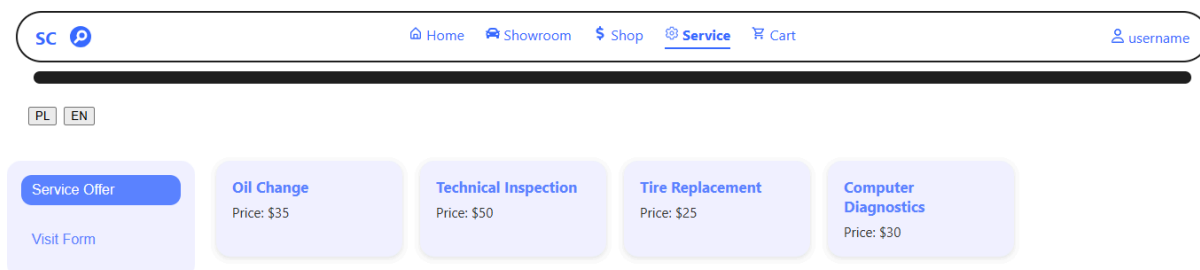 SC
Home Showroom Shop Service Cart
username
PL EN
Service Offer
Visit Form
Oil Change
Price: $35
Technical Inspection
Price: $50
Tire Replacement
Price: $25
Computer
Diagnostics
Price: $30